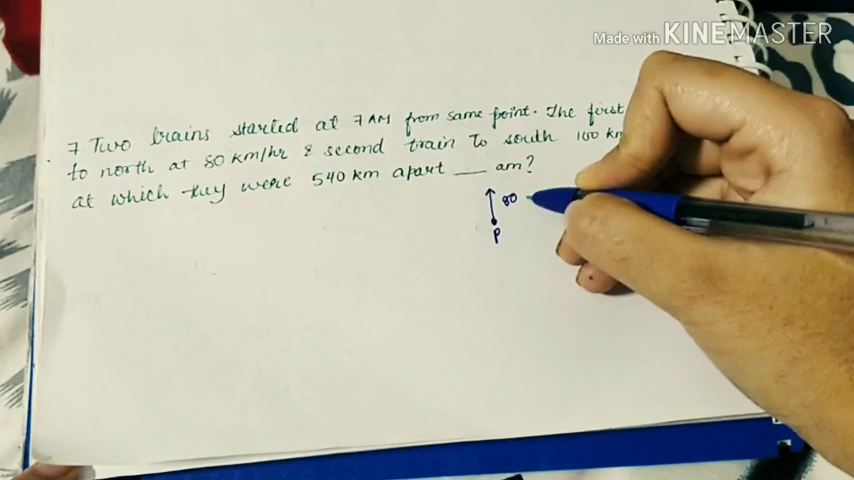 Made with KINEMASTER
7 Two trains started at 7 AM from same point. The first
to north at 80 km/hr & second train to south 100 km
at which they were 540 km apart ___ am?
80
P